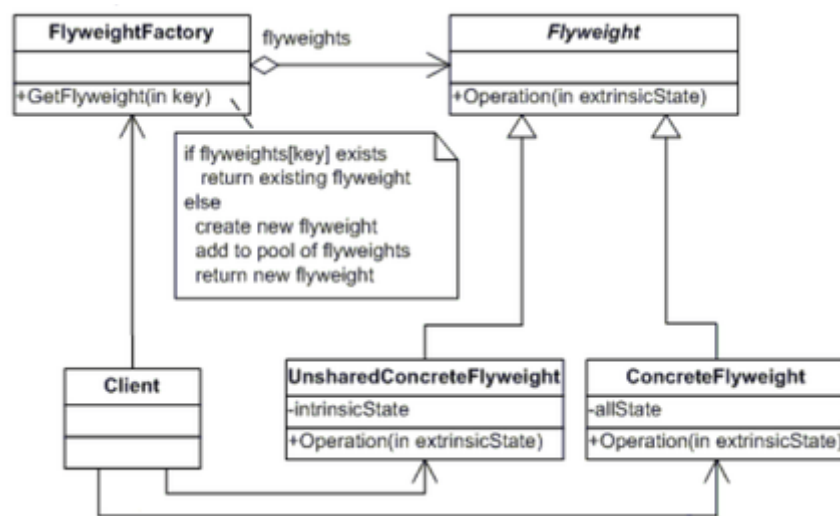 FlyweightFactory
+GetFlyweight(in key)
flyweights
Flyweight
+Operation(in extrinsicState)
if flyweights[key] exists
return existing flyweight
else
create new flyweight
add to pool of flyweights
return new flyweight
Client
UnsharedConcreteFlyweight
-intrinsicState
+Operation(in extrinsicState)
ConcreteFlyweight
-allState
+Operation(in extrinsicState)